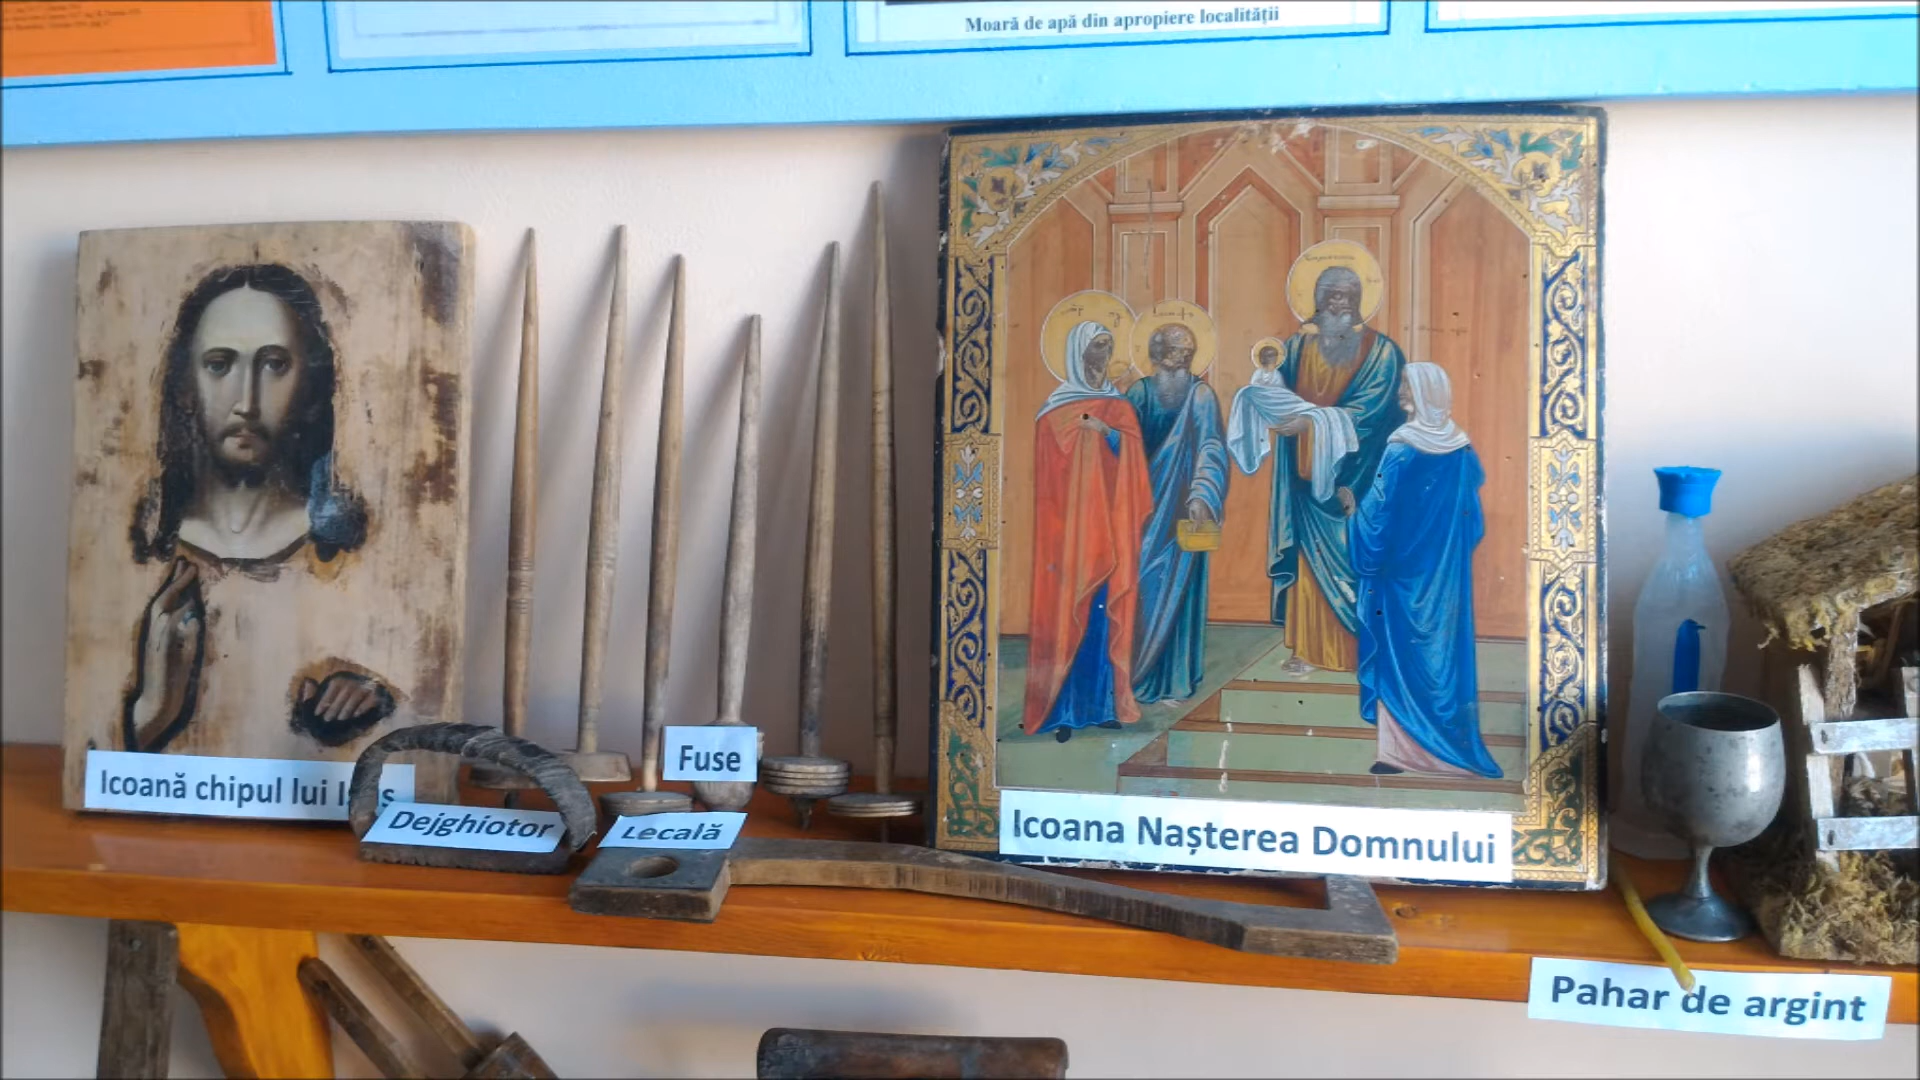 Moară de apă din apropiere localității
Icoană chipul lui
Dejghiotor
Fuse
Lecală
Icoana Nașterea Domnului
Pahar de argint